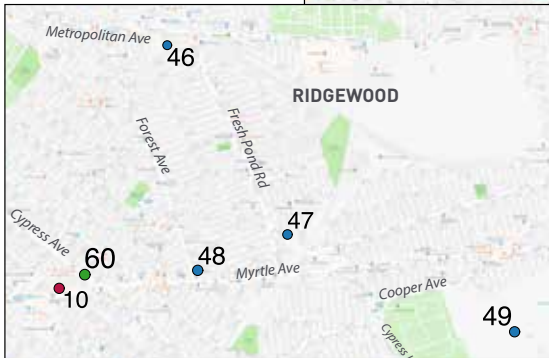 Metropolitan Ave
46
RIDGEWOOD
Forest Ave
Fresh Pond Rd
Cypress Ave
47
60
48
Myrtle Ave
10
Cooper Ave
49
Cypress